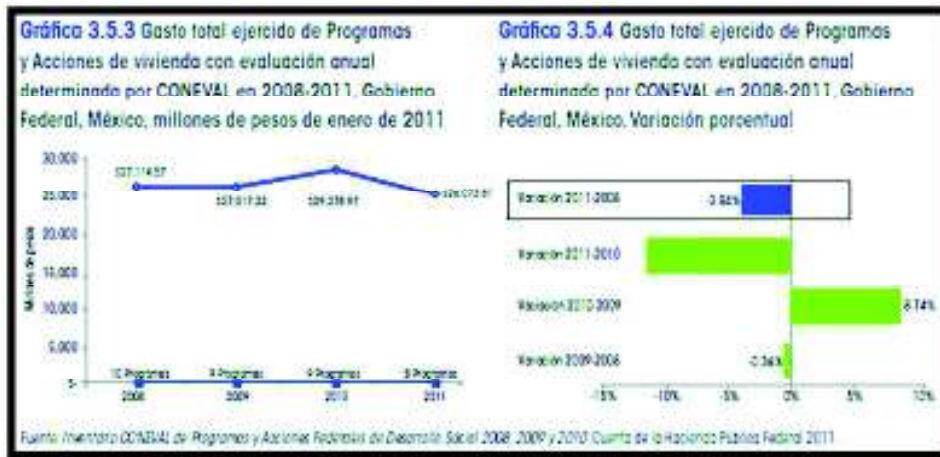 Gráfica 3.5.3 Gasto total ejercido de Programas
y Acciones de vivienda con evaluación anual
determinada por CONEVAL en 2008-2011, Gobierno
Federal, México, millones de pesos de enero de 2011
30,000
25,000
20,000
15,000
10,000
5,000
Millones de pesos
10 Programas
9 Programas
9 Programas
8 Programas
2008
2009
2010
2011
Gráfica 3.5.4 Gasto total ejercido de Programas
y Acciones de vivienda con evaluación anual
determinada por CONEVAL en 2008-2011, Gobierno
Federal, México. Variación porcentual
Variación 2011-2008
-3.84%
Variación 2011-2010
Variación 2010-2009
8.74%
Variación 2009-2008
-0.36%
-15%
-10%
-5%
0%
5%
10%
Fuente: Inventario CONEVAL de Programas y Acciones Federales de Desarrollo Social 2008, 2009 y 2010. Cuenta de la Hacienda Pública Federal 2011